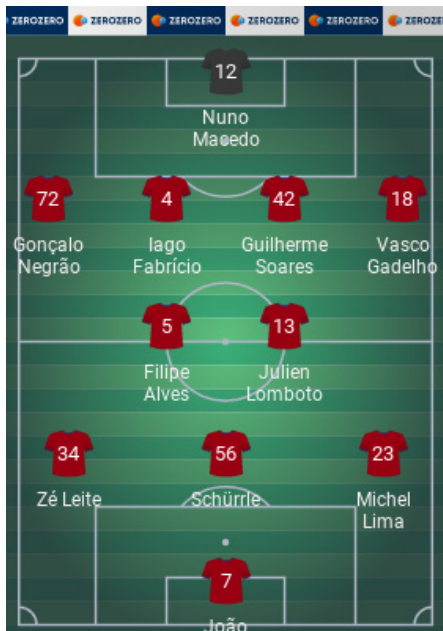 ZEROZERO ZEROZERO ZEROZERO ZEROZERO ZEROZERO ZEROZE
12
Nuno
Macedo
72 4 42 18
Gonçalo Iago Guilherme Vasco
Negrão Fabrício Soares Gadelho
5 13
Filipe Julien
Alves Lomboto
34 56 23
Zé Leite Schürrle Michel
Lima
7
João